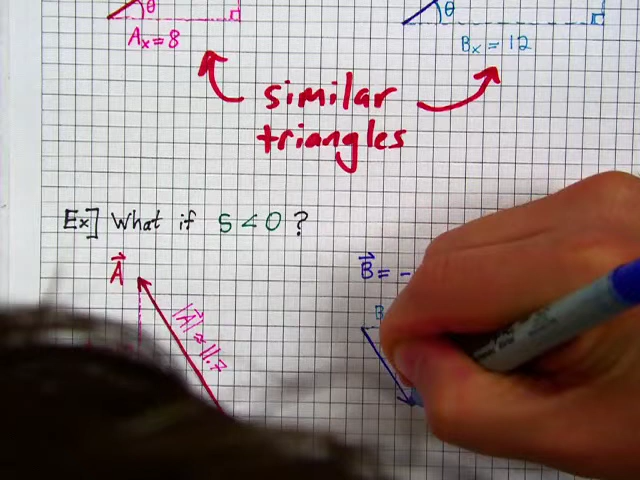 θ
θ
Aₓ = 8
Bₓ = 12
similar
triangles
Ex] What if s < 0 ?
A⃗
|A⃗| ≈ 11.7
B⃗ = -
B